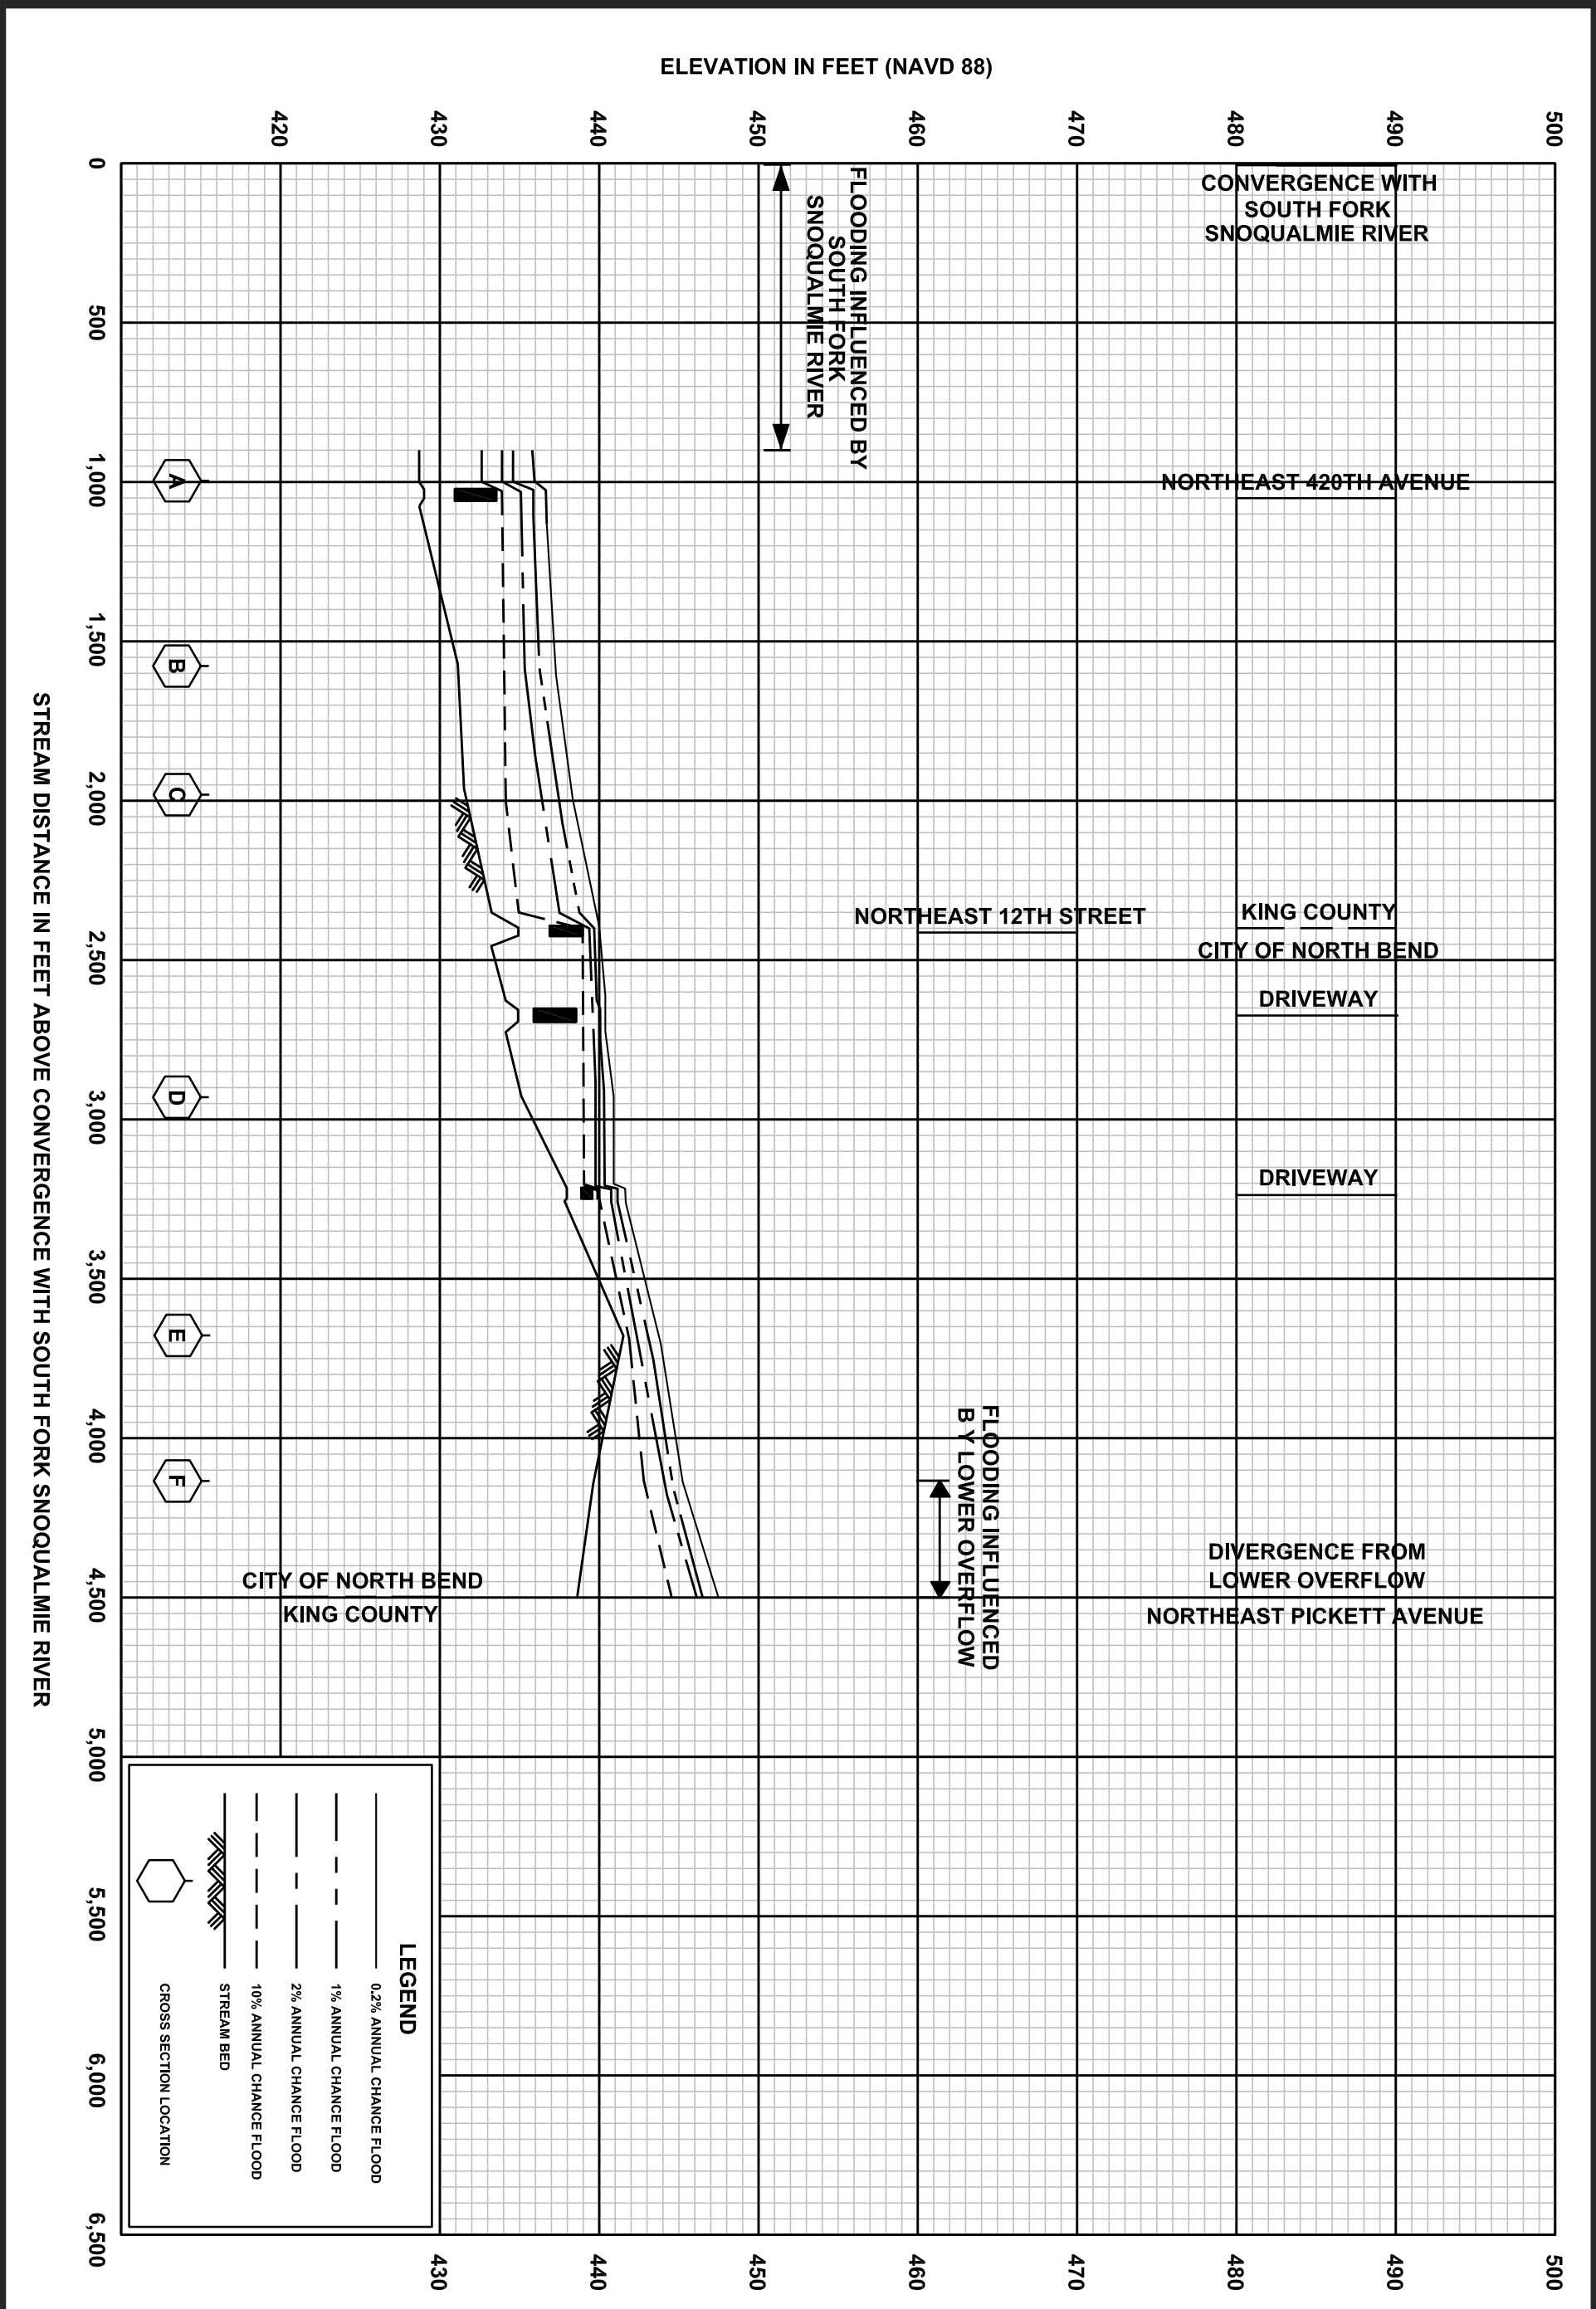 ELEVATION IN FEET (NAVD 88)
420
430
440
450
460
470
480
490
500
0
500
1,000
1,500
2,000
2,500
3,000
3,500
4,000
4,500
5,000
5,500
6,000
6,500
CONVERGENCE WITH
SOUTH FORK
SNOQUALMIE RIVER
FLOODING INFLUENCED BY
SOUTH FORK
SNOQUALMIE RIVER
NORTHEAST 420TH AVENUE
NORTHEAST 12TH STREET
KING COUNTY
CITY OF NORTH BEND
DRIVEWAY
DRIVEWAY
FLOODING INFLUENCED
BY LOWER OVERFLOW
DIVERGENCE FROM
LOWER OVERFLOW
NORTHEAST PICKETT AVENUE
CITY OF NORTH BEND
KING COUNTY
A
B
C
D
E
F
STREAM DISTANCE IN FEET ABOVE CONVERGENCE WITH SOUTH FORK SNOQUALMIE RIVER
LEGEND
0.2% ANNUAL CHANCE FLOOD
1% ANNUAL CHANCE FLOOD
2% ANNUAL CHANCE FLOOD
10% ANNUAL CHANCE FLOOD
STREAM BED
CROSS SECTION LOCATION
430
440
450
460
470
480
490
500